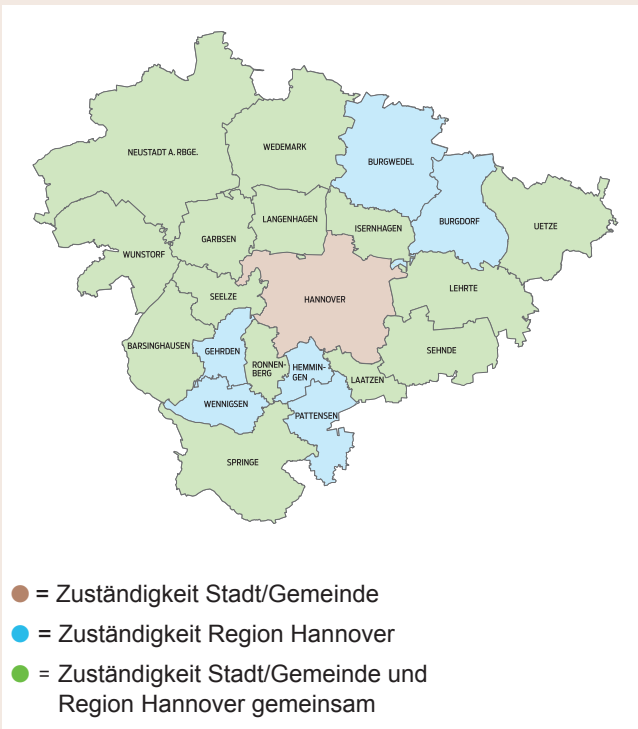 NEUSTADT A. RBGE.
WEDEMARK
BURGWEDEL
BURGDORF
UETZE
LANGENHAGEN
ISERNHAGEN
GARBSEN
WUNSTORF
LEHRTE
SEELZE
HANNOVER
BARSINGHAUSEN
GEHRDEN
RONNEN-
BERG
HEMMIN-
GEN
SEHNDE
LAATZEN
WENNIGSEN
PATTENSEN
SPRINGE
= Zuständigkeit Stadt/Gemeinde
= Zuständigkeit Region Hannover
= Zuständigkeit Stadt/Gemeinde und
Region Hannover gemeinsam